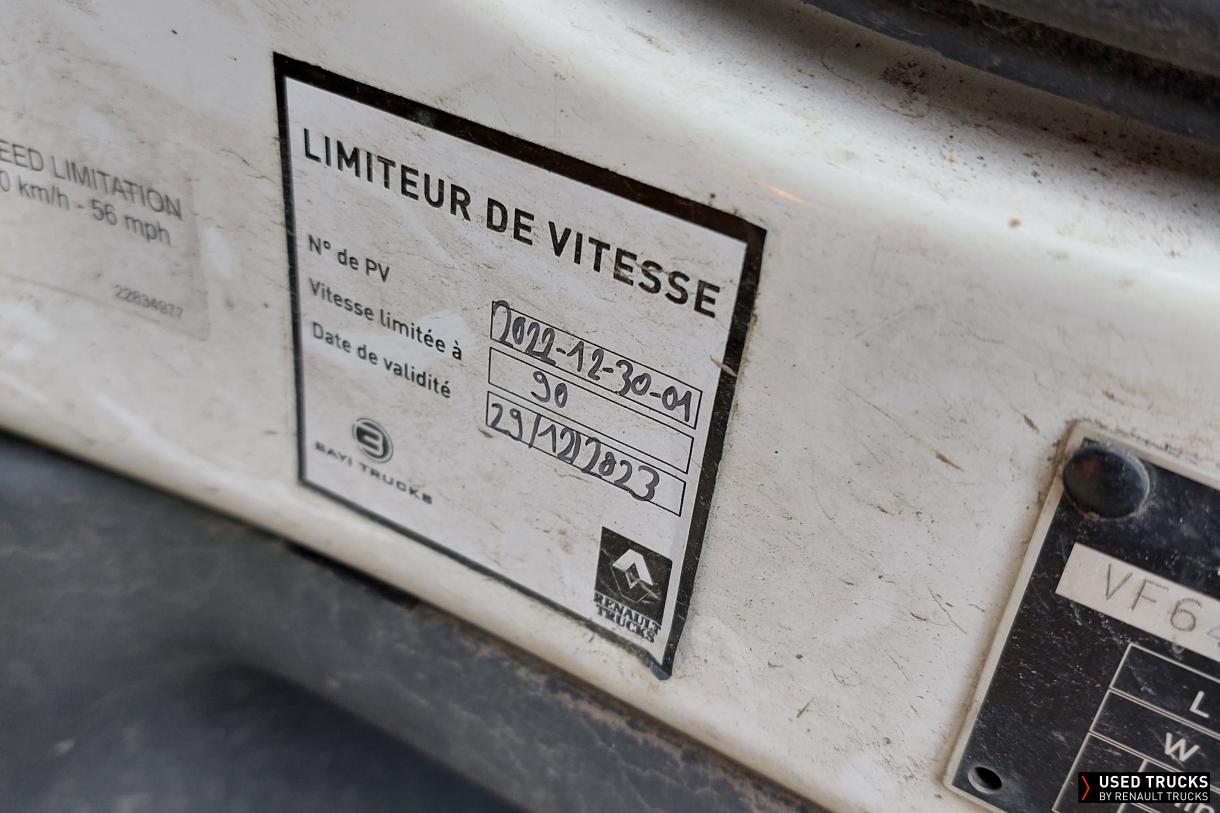 EED LIMITATION
0 km/h - 56 mph
22834977
LIMITEUR DE VITESSE
N° de PV 2022-12-30-01
Vitesse limitée à 90
Date de validité 29/12/2023
BAYI TRUCKS
RENAULT
TRUCKS
VF64
L
W
USED TRUCKS
BY RENAULT TRUCKS